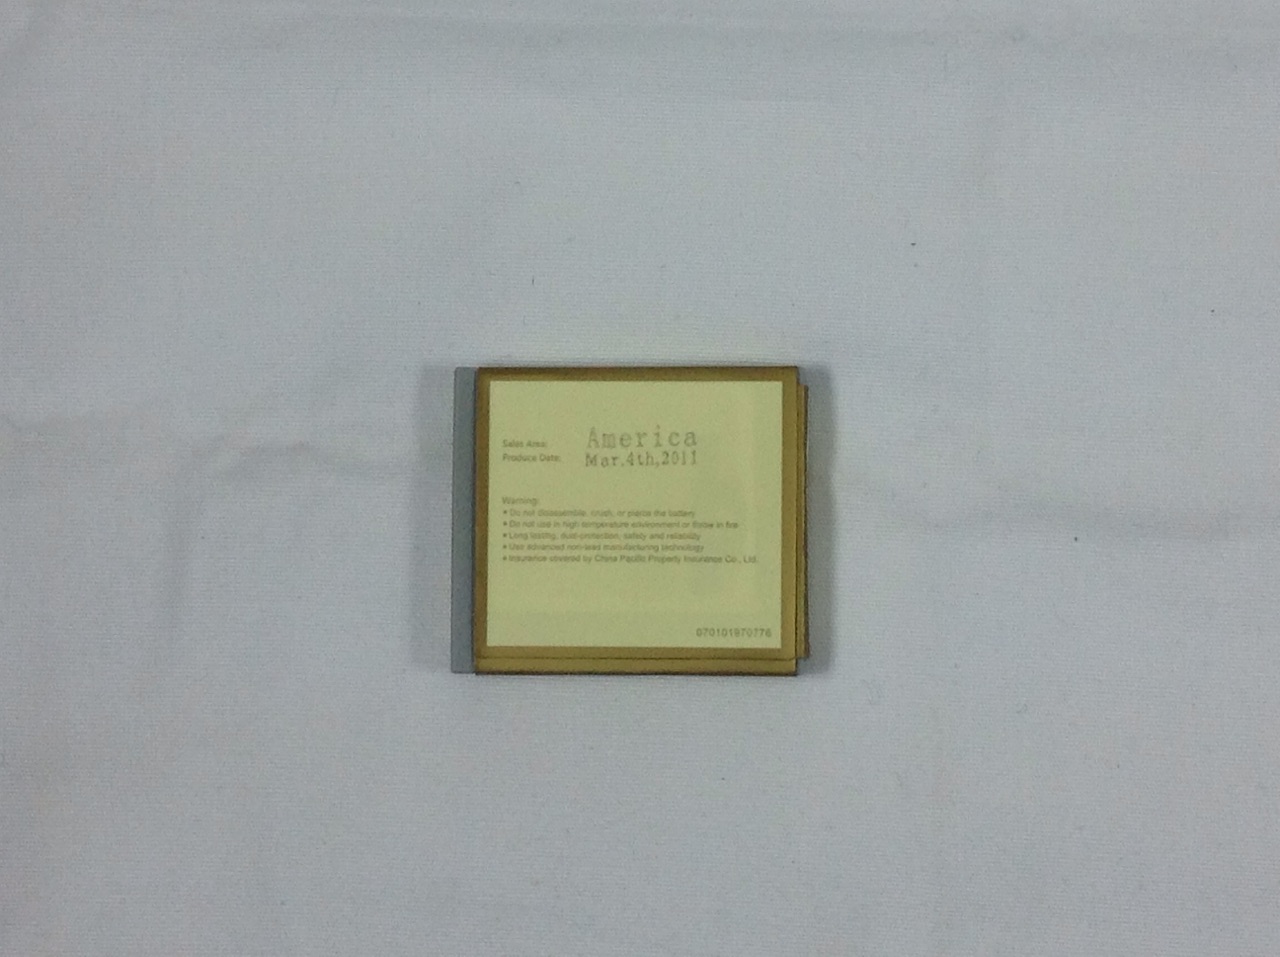 Sales Area: America
Produce Date: Mar.4th,2011
Warning:
• Do not disassemble, crush, or pierce the battery
• Do not use in high temperature environment or throw in fire
• Long lasting, dust-protection, safety and reliability
• Use advanced manufacturing technology
• Insurance covered by China Pacific Property Insurance Co., Ltd.
070101970776